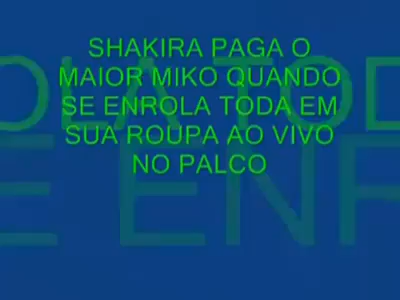 SHAKIRA PAGA O
MAIOR MIKO QUANDO
SE ENROLA TODA EM
SUA ROUPA AO VIVO
NO PALCO